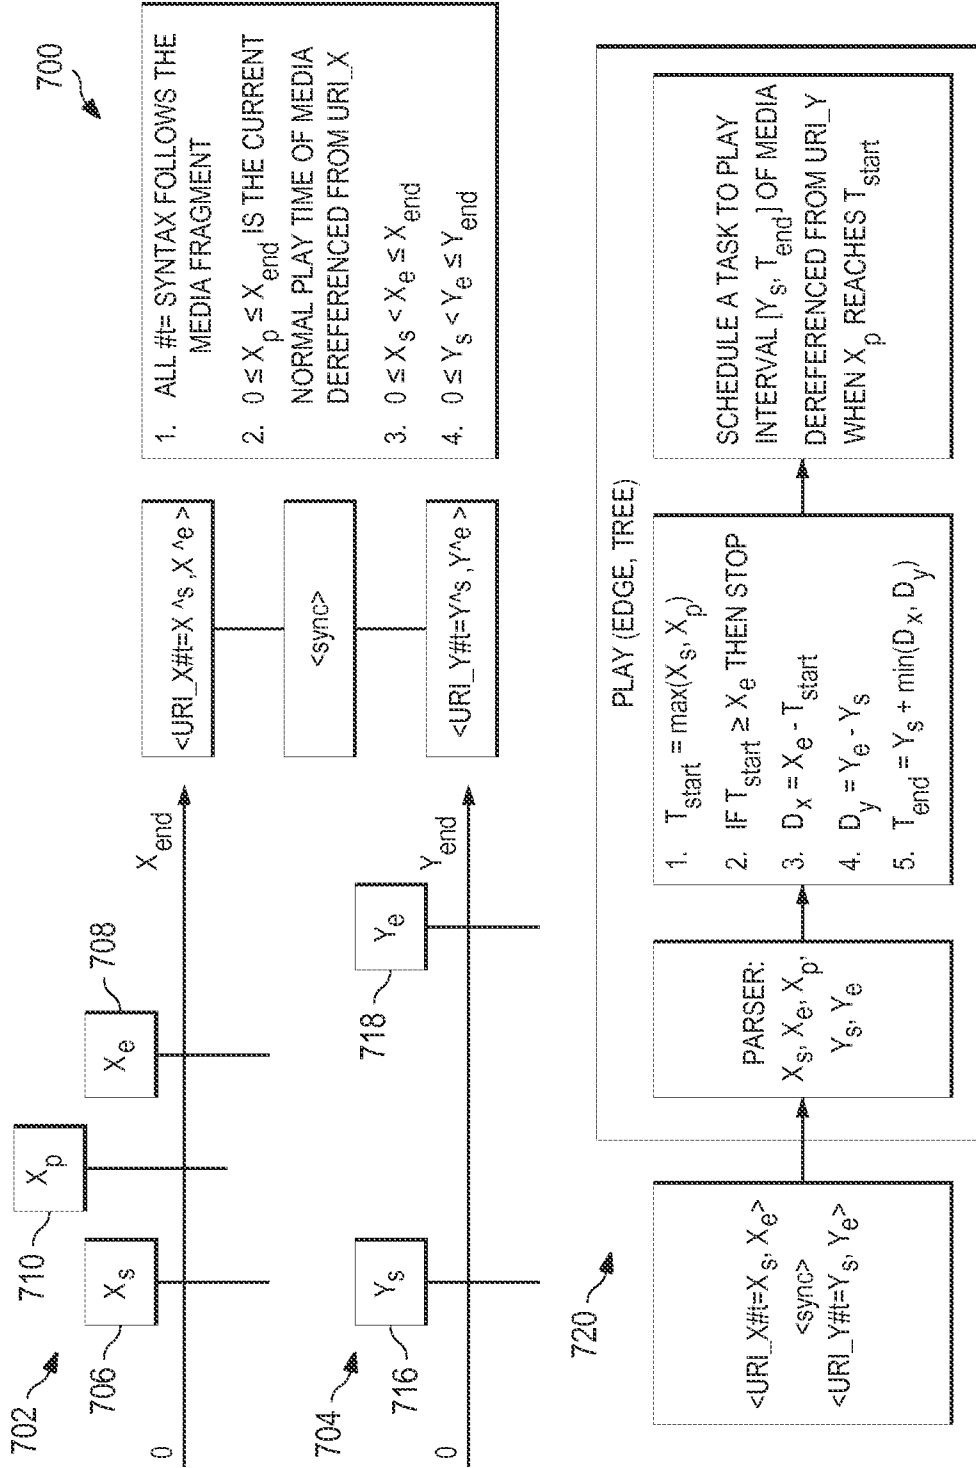 700
702
706
X_s
710
X_p
X_e
708
0
X_end
704
716
Y_s
718
Y_e
0
Y_end
<URI_X#t=X^s ,X^e >
<sync>
<URI_Y#t=Y^s ,Y^e >
1. ALL #t= SYNTAX FOLLOWS THE
MEDIA FRAGMENT
2. 0 ≤ X_p ≤ X_end IS THE CURRENT
NORMAL PLAY TIME OF MEDIA
DEREFERENCED FROM URI_X
3. 0 ≤ X_s < X_e ≤ X_end
4. 0 ≤ Y_s < Y_e ≤ Y_end
720
<URI_X#t=X_s, X_e>
<sync>
<URI_Y#t=Y_s, Y_e>
PLAY (EDGE, TREE)
PARSER:
X_s, X_e, X_p,
Y_s, Y_e
1. T_start = max(X_s, X_p)
2. IF T_start ≥ X_e THEN STOP
3. D_x = X_e - T_start
4. D_y = Y_e - Y_s
5. T_end = Y_s + min(D_x, D_y)
SCHEDULE A TASK TO PLAY
INTERVAL [Y_s, T_end] OF MEDIA
DEREFERENCED FROM URI_Y
WHEN X_p REACHES T_start